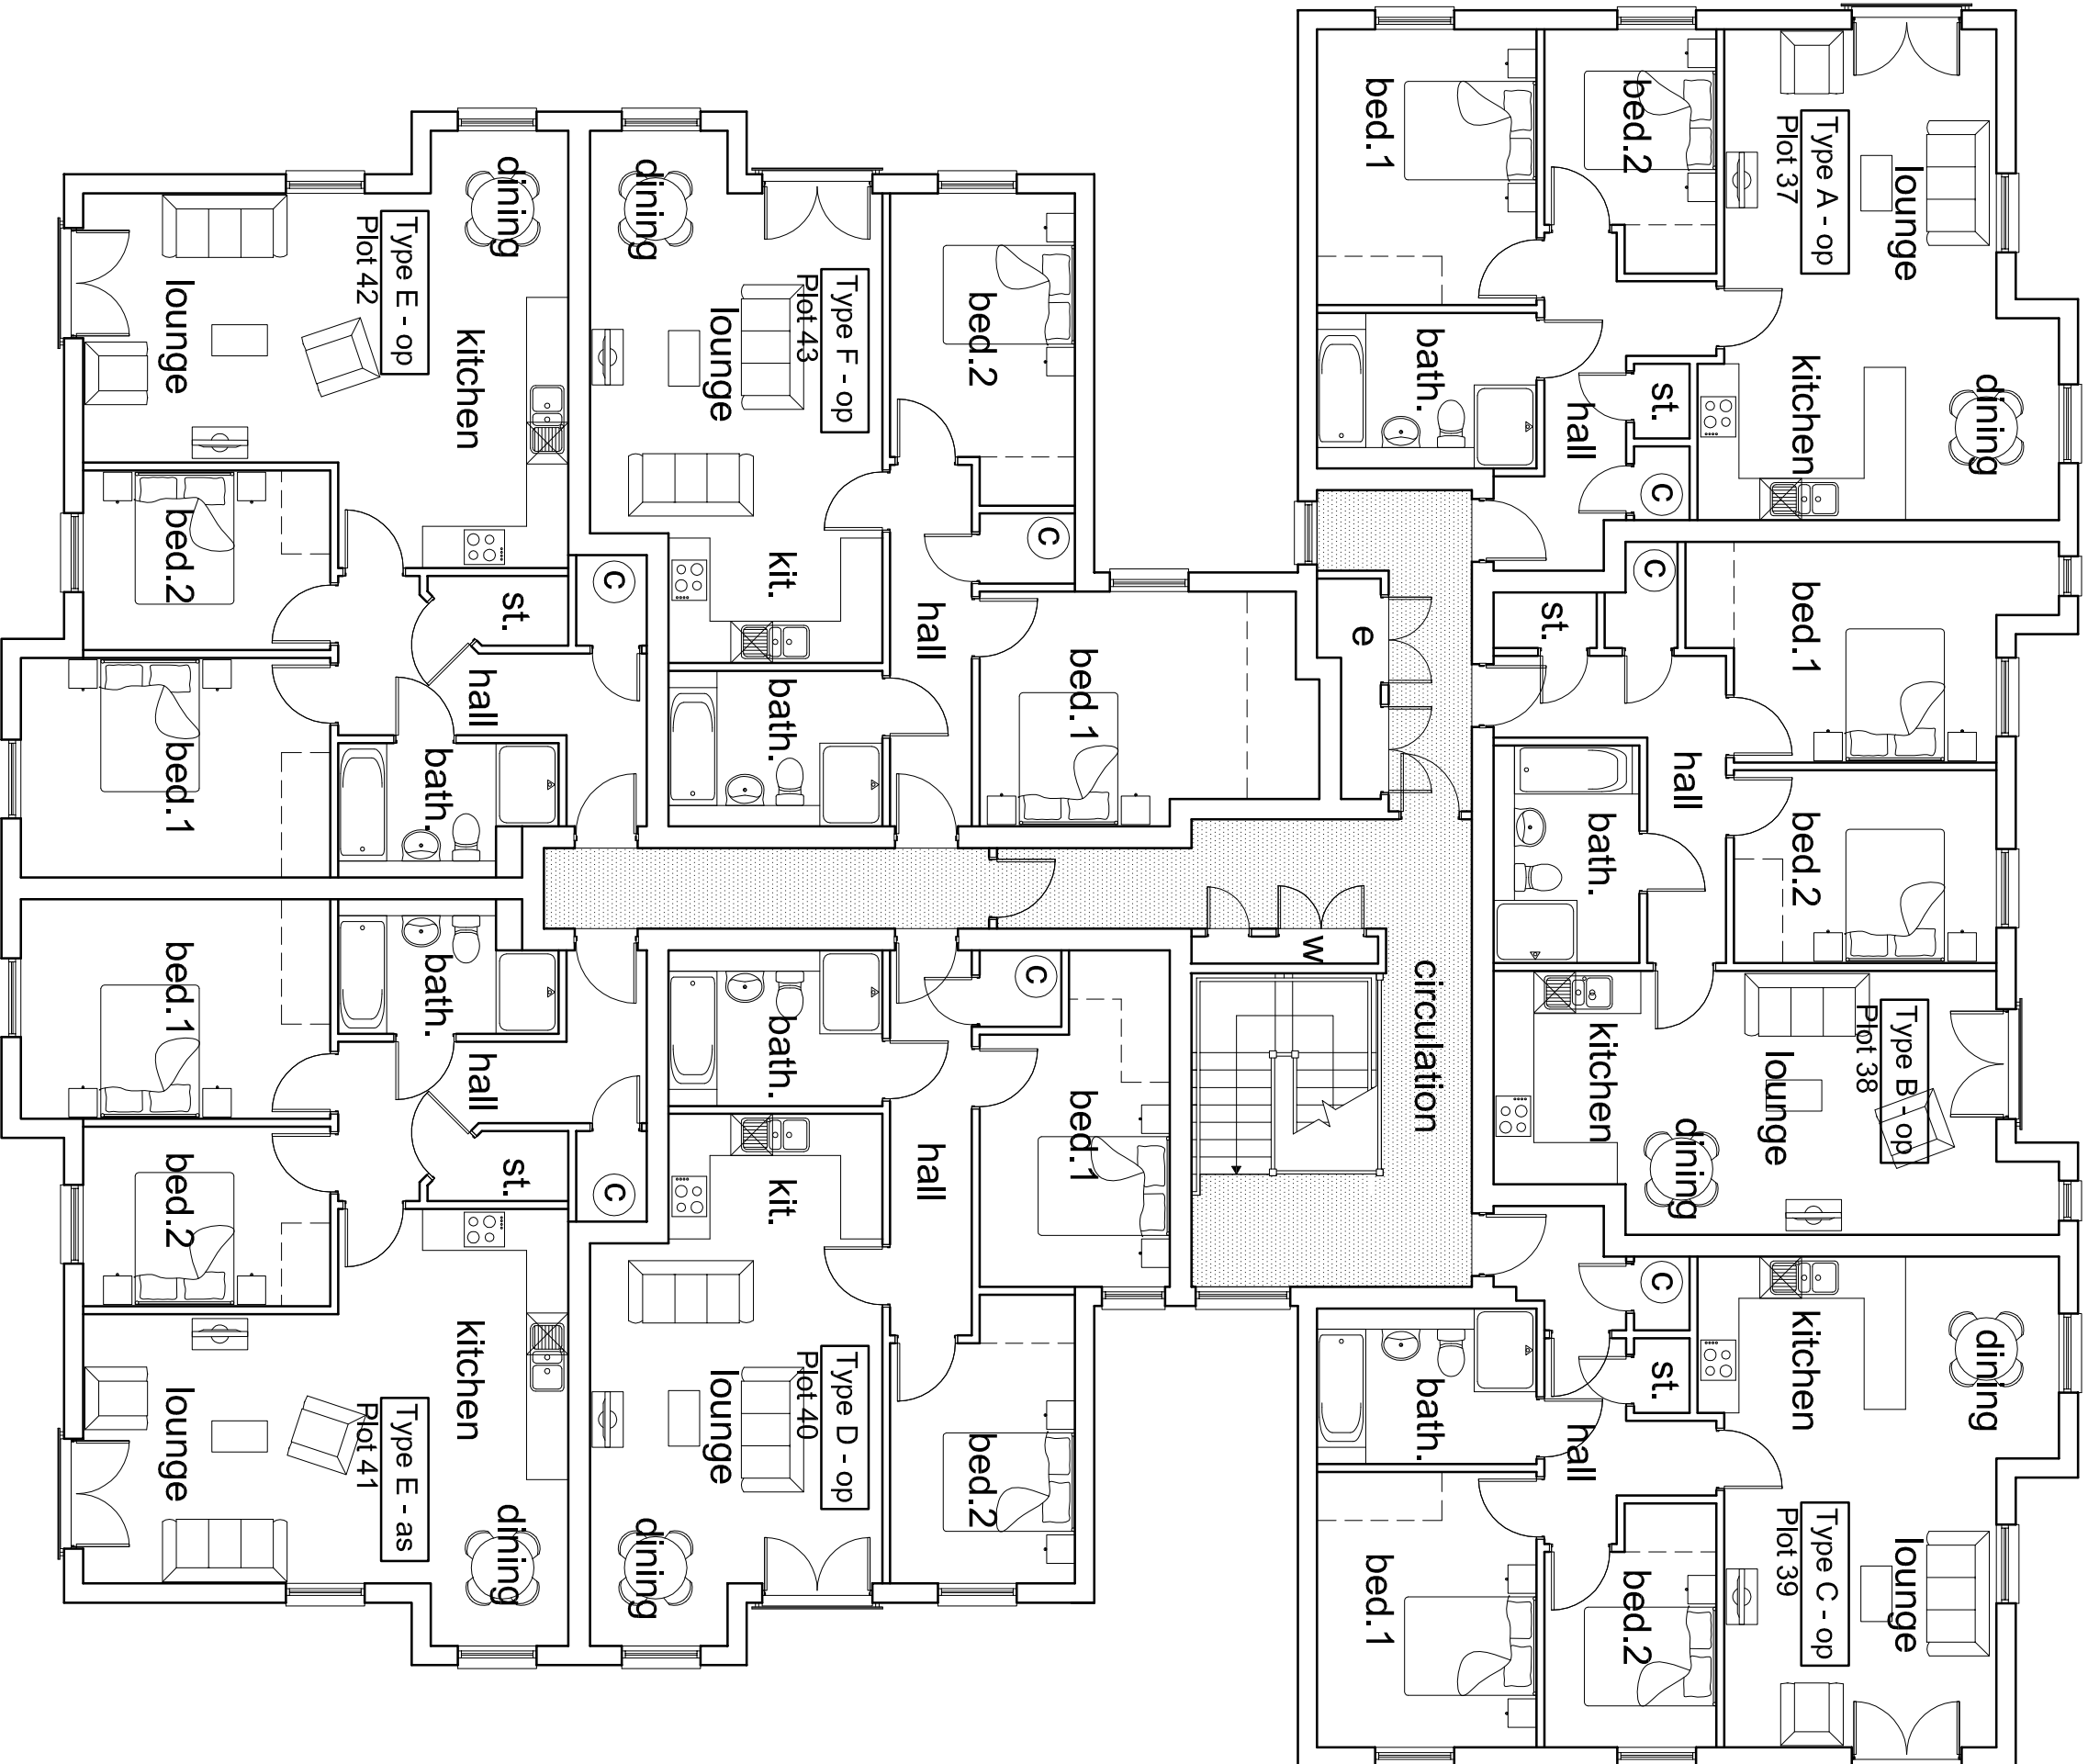 Type A - op
Plot 37
lounge
dining
kitchen
bed.1
bed.2
bath.
hall
st.
c
Type B - op
Plot 38
lounge
dining
kitchen
bed.1
bed.2
bath.
hall
st.
c
Type C - op
Plot 39
lounge
dining
kitchen
bed.1
bed.2
bath.
hall
st.
c
circulation
e
w
Type F - op
Plot 43
dining
lounge
kit.
bed.2
bed.1
bath.
hall
c
Type D - op
Plot 40
dining
lounge
kit.
bed.1
bed.2
bath.
hall
c
Type E - op
Plot 42
dining
kitchen
lounge
bed.2
bed.1
bath.
hall
st.
c
Type E - as
Plot 41
dining
kitchen
lounge
bed.1
bed.2
bath.
hall
st.
c